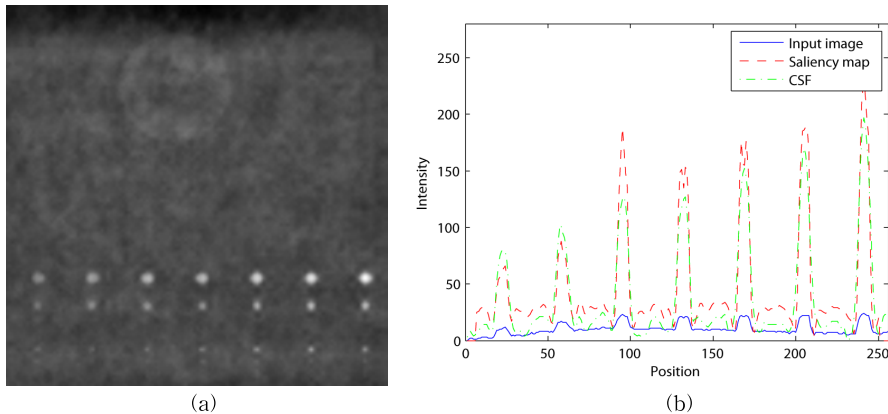 Input image
Saliency map
CSF
250
200
150
100
50
0
Intensity
0 50 100 150 200 250
Position
(a) (b)